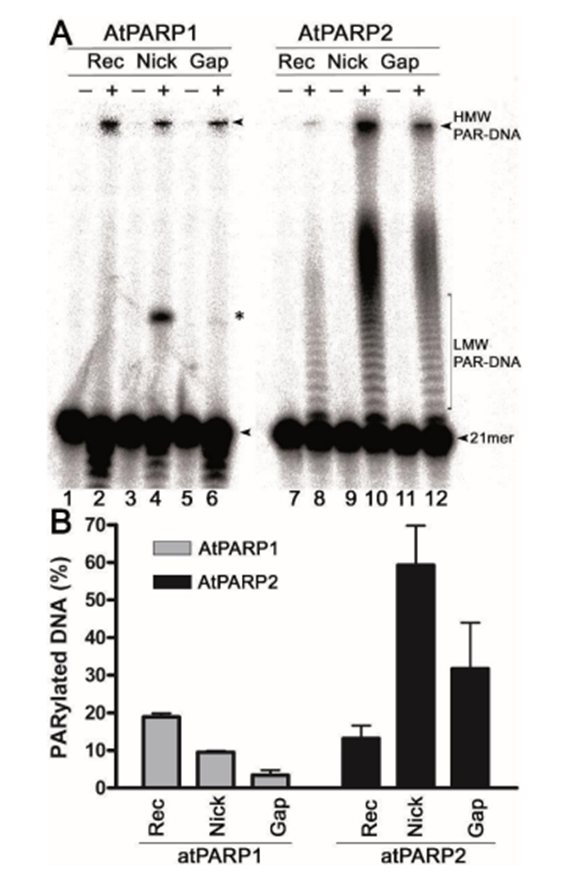 A
AtPARP1 AtPARP2
Rec Nick Gap Rec Nick Gap
− + − + − + − + − + − +
HMW
PAR-DNA
*
LMW
PAR-DNA
21mer
1 2 3 4 5 6 7 8 9 10 11 12
B
PARylated DNA (%)
70
60
50
40
30
20
10
0
AtPARP1
AtPARP2
Rec Nick Gap Rec Nick Gap
atPARP1 atPARP2